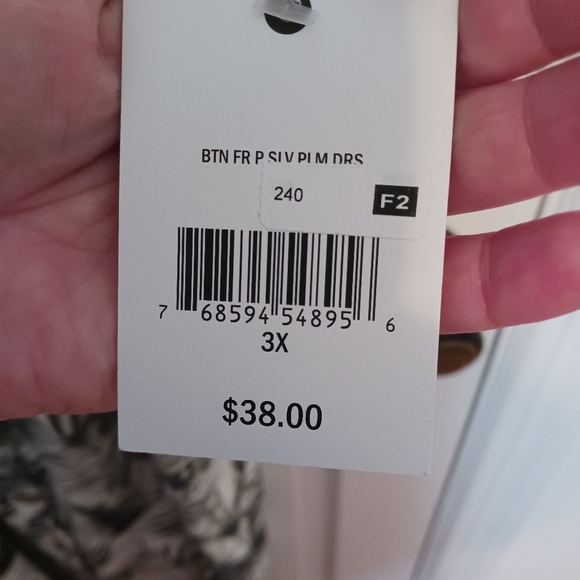 BTN FR P SLV PLM DRS
240
F2
7 68594 54895 6
3X
$38.00